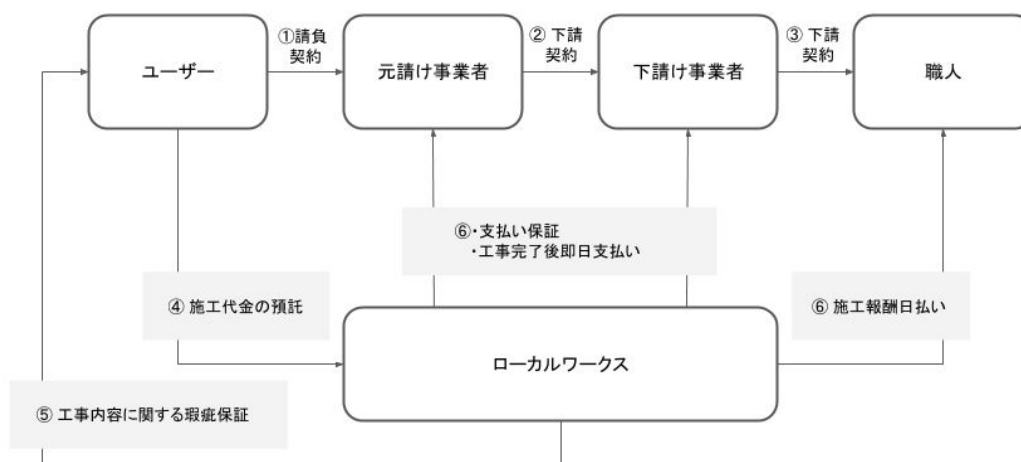 ①請負
契約
② 下請
契約
③ 下請
契約
ユーザー
元請け事業者
下請け事業者
職人
⑥・支払い保証
・工事完了後即日支払い
④ 施工代金の預託
⑥ 施工報酬日払い
ローカルワークス
⑤ 工事内容に関する瑕疵保証